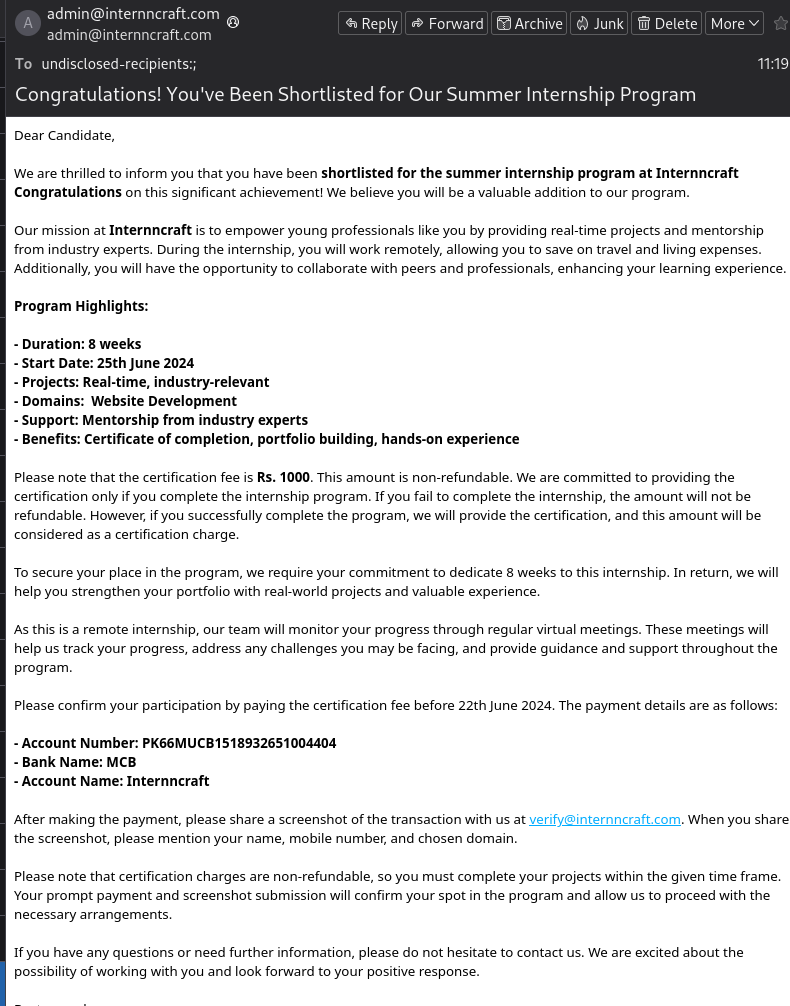 A
admin@internncraft.com
admin@internncraft.com
Reply Forward Archive Junk Delete More
To undisclosed-recipients:; 11:19
Congratulations! You've Been Shortlisted for Our Summer Internship Program
Dear Candidate,
We are thrilled to inform you that you have been shortlisted for the summer internship program at Internncraft
Congratulations on this significant achievement! We believe you will be a valuable addition to our program.
Our mission at Internncraft is to empower young professionals like you by providing real-time projects and mentorship
from industry experts. During the internship, you will work remotely, allowing you to save on travel and living expenses.
Additionally, you will have the opportunity to collaborate with peers and professionals, enhancing your learning experience.
Program Highlights:
- Duration: 8 weeks
- Start Date: 25th June 2024
- Projects: Real-time, industry-relevant
- Domains:  Website Development
- Support: Mentorship from industry experts
- Benefits: Certificate of completion, portfolio building, hands-on experience
Please note that the certification fee is Rs. 1000. This amount is non-refundable. We are committed to providing the
certification only if you complete the internship program. If you fail to complete the internship, the amount will not be
refundable. However, if you successfully complete the program, we will provide the certification, and this amount will be
considered as a certification charge.
To secure your place in the program, we require your commitment to dedicate 8 weeks to this internship. In return, we will
help you strengthen your portfolio with real-world projects and valuable experience.
As this is a remote internship, our team will monitor your progress through regular virtual meetings. These meetings will
help us track your progress, address any challenges you may be facing, and provide guidance and support throughout the
program.
Please confirm your participation by paying the certification fee before 22th June 2024. The payment details are as follows:
- Account Number: PK66MUCB1518932651004404
- Bank Name: MCB
- Account Name: Internncraft
After making the payment, please share a screenshot of the transaction with us at verify@internncraft.com. When you share
the screenshot, please mention your name, mobile number, and chosen domain.
Please note that certification charges are non-refundable, so you must complete your projects within the given time frame.
Your prompt payment and screenshot submission will confirm your spot in the program and allow us to proceed with the
necessary arrangements.
If you have any questions or need further information, please do not hesitate to contact us. We are excited about the
possibility of working with you and look forward to your positive response.